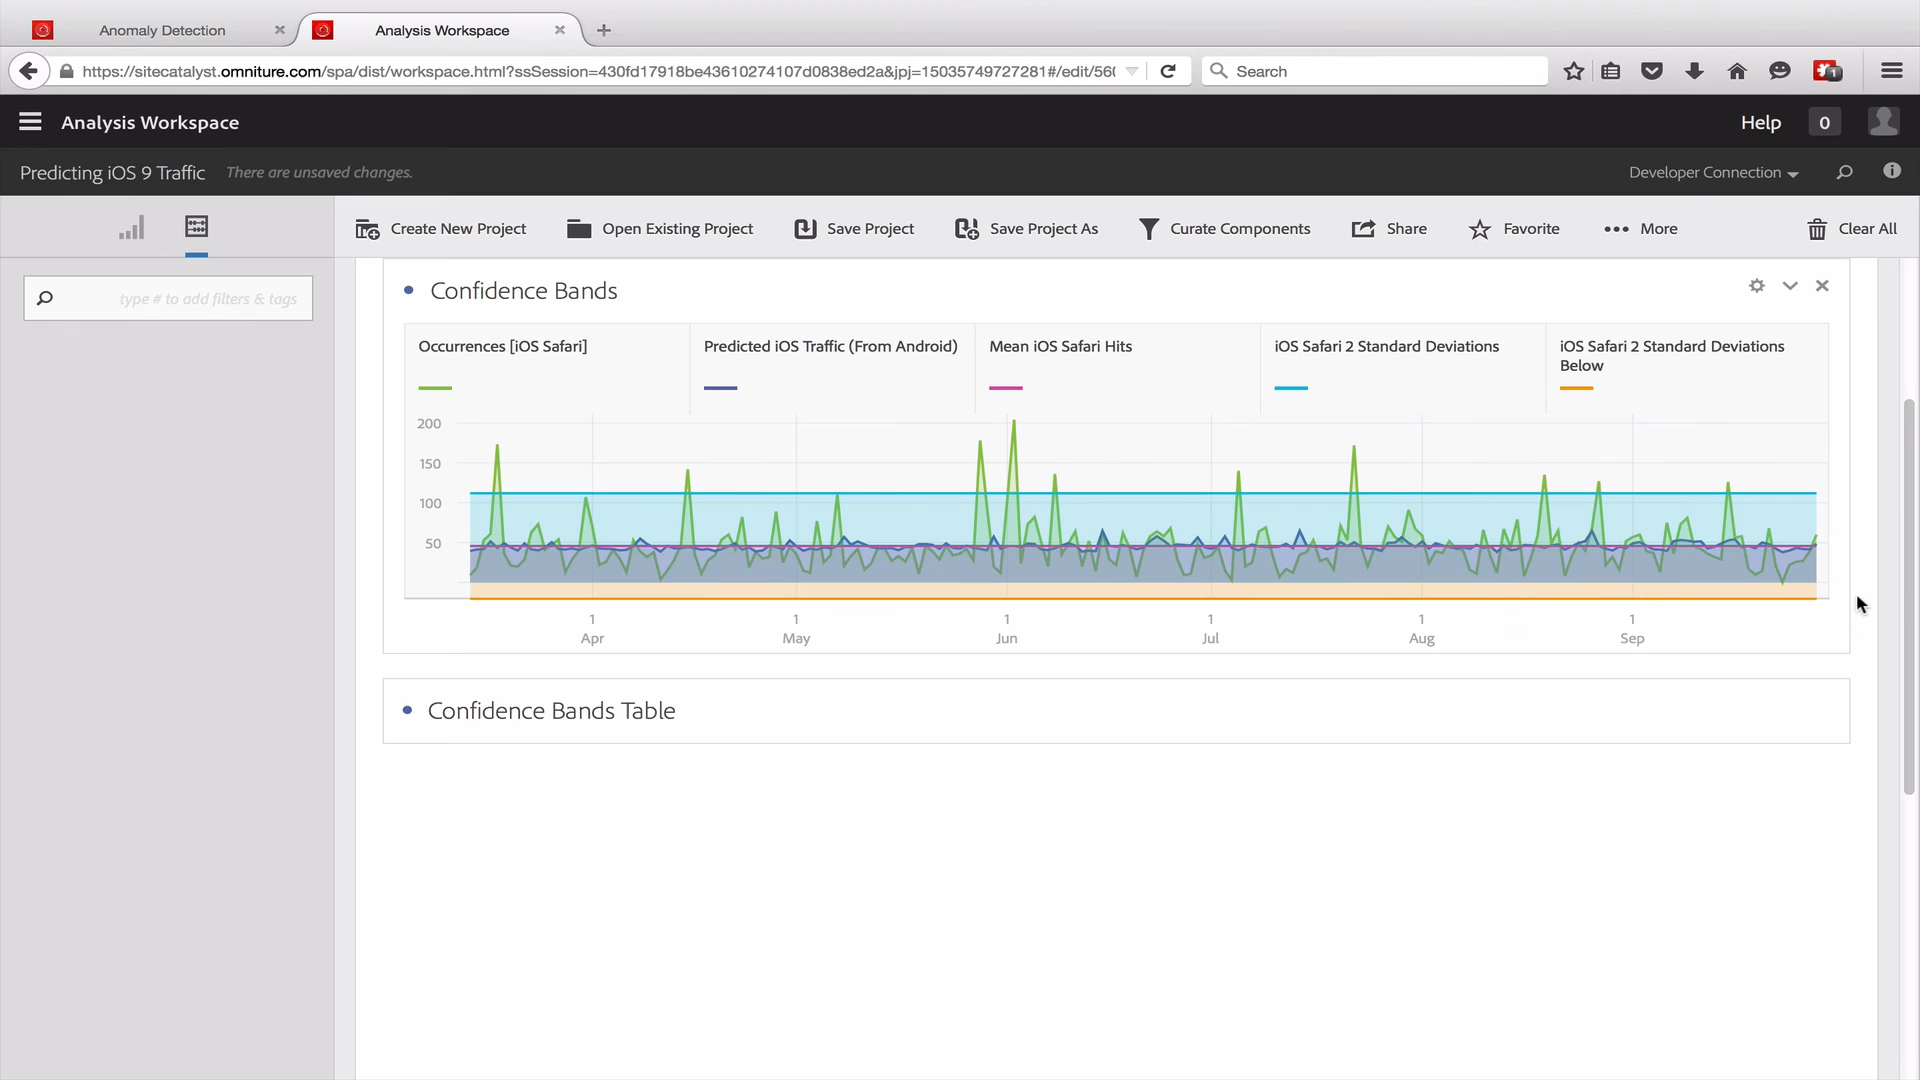 Anomaly Detection
Analysis Workspace
https://sitecatalyst.omniture.com/spa/dist/workspace.html?ssSession=430fd17918be43610274107d0838ed2a&jpj=15035749727281#/edit/560
Search
1
Analysis Workspace
Help
0
Predicting iOS 9 Traffic
There are unsaved changes.
Developer Connection
Create New Project
Open Existing Project
Save Project
Save Project As
Curate Components
Share
Favorite
More
Clear All
type # to add filters & tags
Confidence Bands
Occurrences [iOS Safari]
Predicted iOS Traffic (From Android)
Mean iOS Safari Hits
iOS Safari 2 Standard Deviations
iOS Safari 2 Standard Deviations
Below
200
150
100
50
1
Apr
1
May
1
Jun
1
Jul
1
Aug
1
Sep
Confidence Bands Table